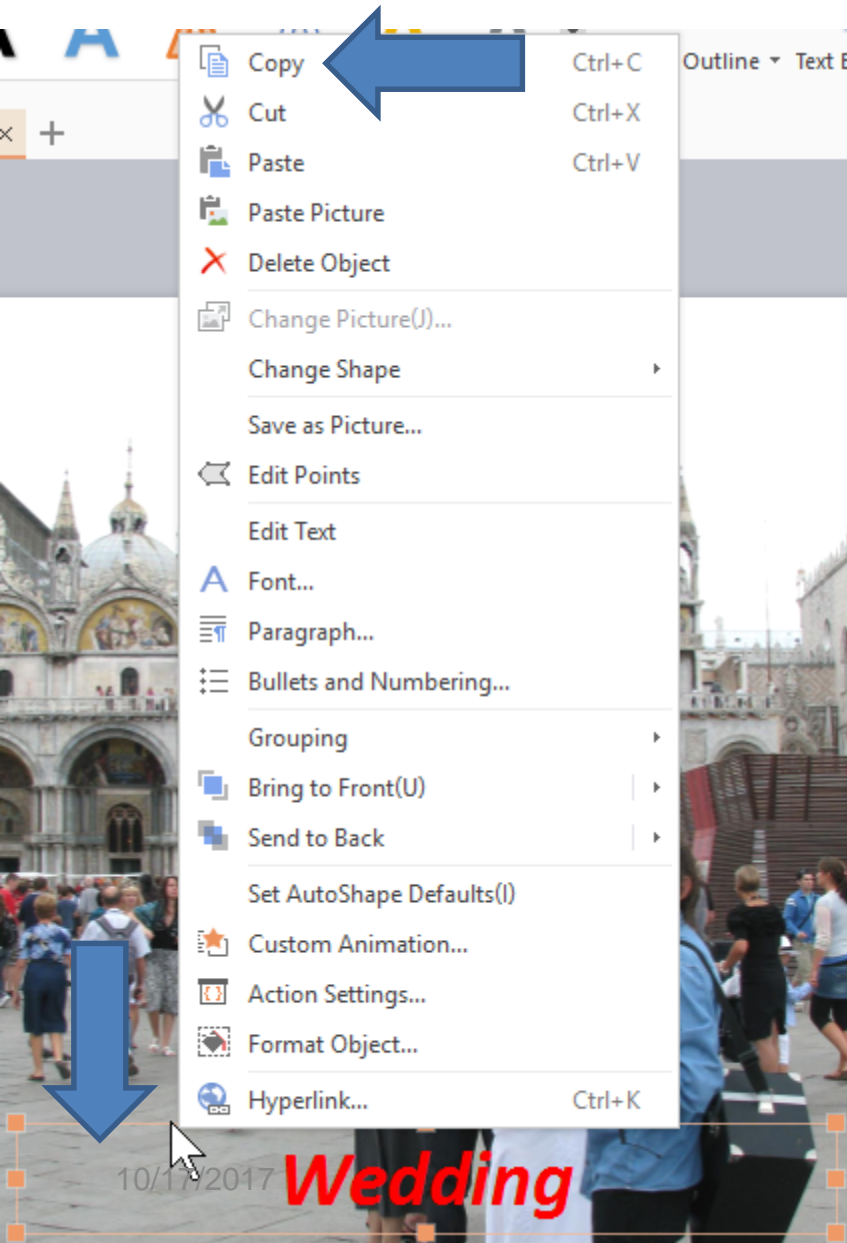 Outline
Copy Ctrl+C
Cut Ctrl+X
Paste Ctrl+V
Paste Picture
Delete Object
Change Picture(J)...
Change Shape
Save as Picture...
Edit Points
Edit Text
Font...
Paragraph...
Bullets and Numbering...
Grouping
Bring to Front(U)
Send to Back
Set AutoShape Defaults(I)
Custom Animation...
Action Settings...
Format Object...
Hyperlink... Ctrl+K
10/17/2017 Wedding